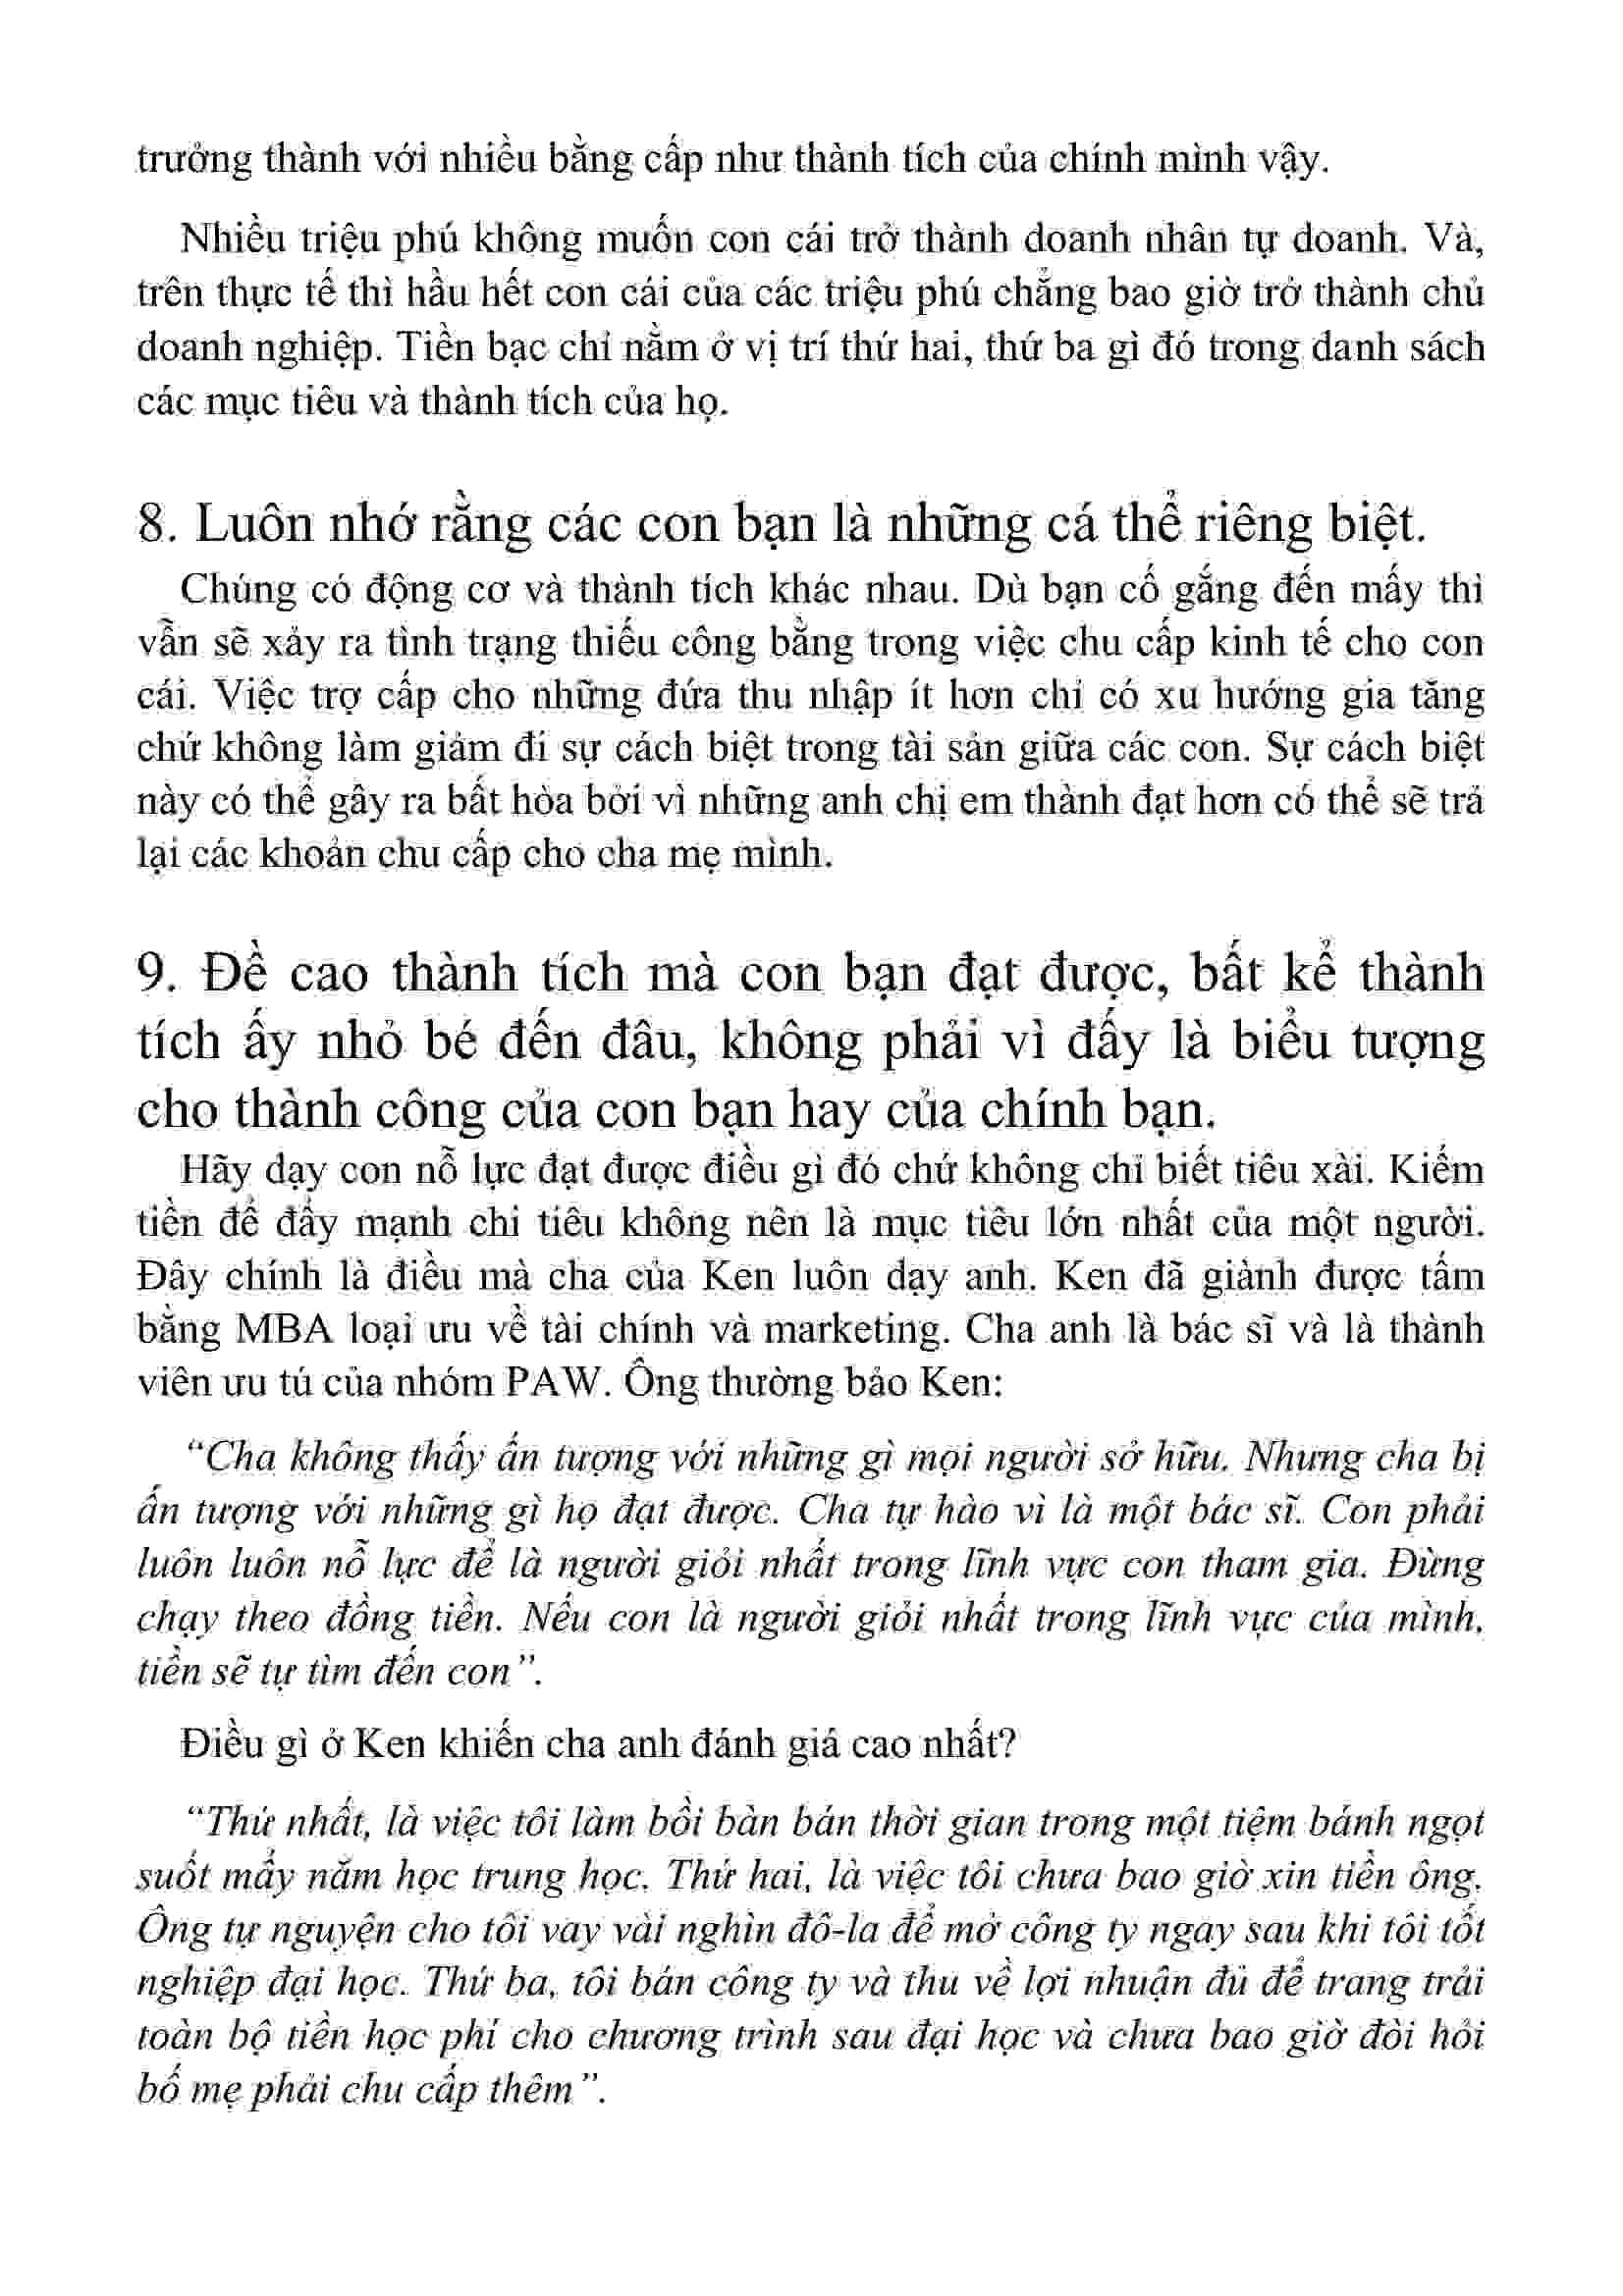 trưởng thành với nhiều bằng cấp như thành tích của chính mình vậy.
Nhiều triệu phú không muốn con cái trở thành doanh nhân tự doanh. Và,
trên thực tế thì hầu hết con cái của các triệu phú chẳng bao giờ trở thành chủ
doanh nghiệp. Tiền bạc chỉ nằm ở vị trí thứ hai, thứ ba gì đó trong danh sách
các mục tiêu và thành tích của họ.
8. Luôn nhớ rằng các con bạn là những cá thể riêng biệt.
Chúng có động cơ và thành tích khác nhau. Dù bạn cố gắng đến mấy thì
vẫn sẽ xảy ra tình trạng thiếu công bằng trong việc chu cấp kinh tế cho con
cái. Việc trợ cấp cho những đứa thu nhập ít hơn chỉ có xu hướng gia tăng
chứ không làm giảm đi sự cách biệt trong tài sản giữa các con. Sự cách biệt
này có thể gây ra bất hòa bởi vì những anh chị em thành đạt hơn có thể sẽ trả
lại các khoản chu cấp cho cha mẹ mình.
9. Đề cao thành tích mà con bạn đạt được, bất kể thành
tích ấy nhỏ bé đến đâu, không phải vì đấy là biểu tượng
cho thành công của con bạn hay của chính bạn.
Hãy dạy con nỗ lực đạt được điều gì đó chứ không chỉ biết tiêu xài. Kiếm
tiền để đẩy mạnh chi tiêu không nên là mục tiêu lớn nhất của một người.
Đây chính là điều mà cha của Ken luôn dạy anh. Ken đã giành được tấm
bằng MBA loại ưu về tài chính và marketing. Cha anh là bác sĩ và là thành
viên ưu tú của nhóm PAW. Ông thường bảo Ken:
“Cha không thấy ấn tượng với những gì mọi người sở hữu. Nhưng cha bị
ấn tượng với những gì họ đạt được. Cha tự hào vì là một bác sĩ. Con phải
luôn luôn nỗ lực để là người giỏi nhất trong lĩnh vực con tham gia. Đừng
chạy theo đồng tiền. Nếu con là người giỏi nhất trong lĩnh vực của mình,
tiền sẽ tự tìm đến con”.
Điều gì ở Ken khiến cha anh đánh giá cao nhất?
“Thứ nhất, là việc tôi làm bồi bàn bán thời gian trong một tiệm bánh ngọt
suốt mấy năm học trung học. Thứ hai, là việc tôi chưa bao giờ xin tiền ông.
Ông tự nguyện cho tôi vay vài nghìn đô-la để mở công ty ngay sau khi tôi tốt
nghiệp đại học. Thứ ba, tôi bán công ty và thu về lợi nhuận đủ để trang trải
toàn bộ tiền học phí cho chương trình sau đại học và chưa bao giờ đòi hỏi
bố mẹ phải chu cấp thêm”.